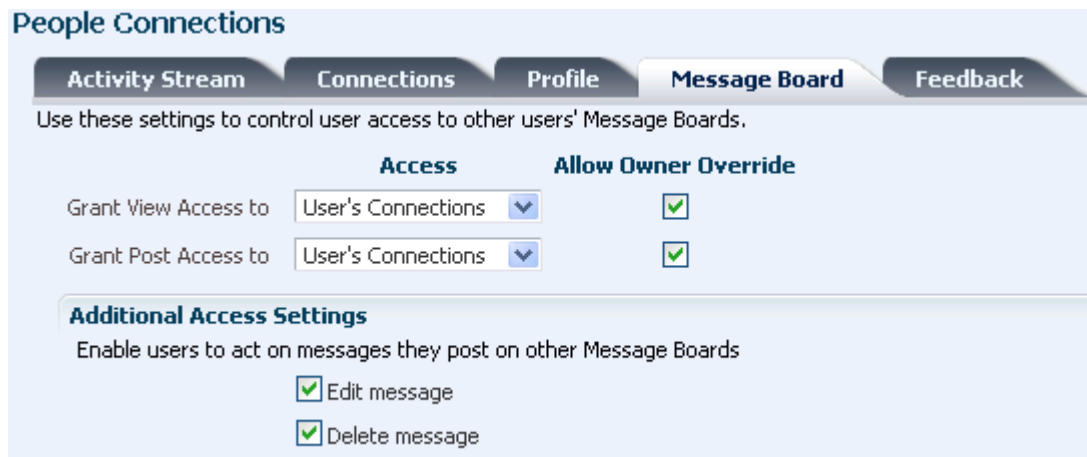 People Connections
Activity Stream Connections Profile Message Board Feedback
Use these settings to control user access to other users' Message Boards.
Access Allow Owner Override
Grant View Access to User's Connections
Grant Post Access to User's Connections
Additional Access Settings
Enable users to act on messages they post on other Message Boards
Edit message
Delete message